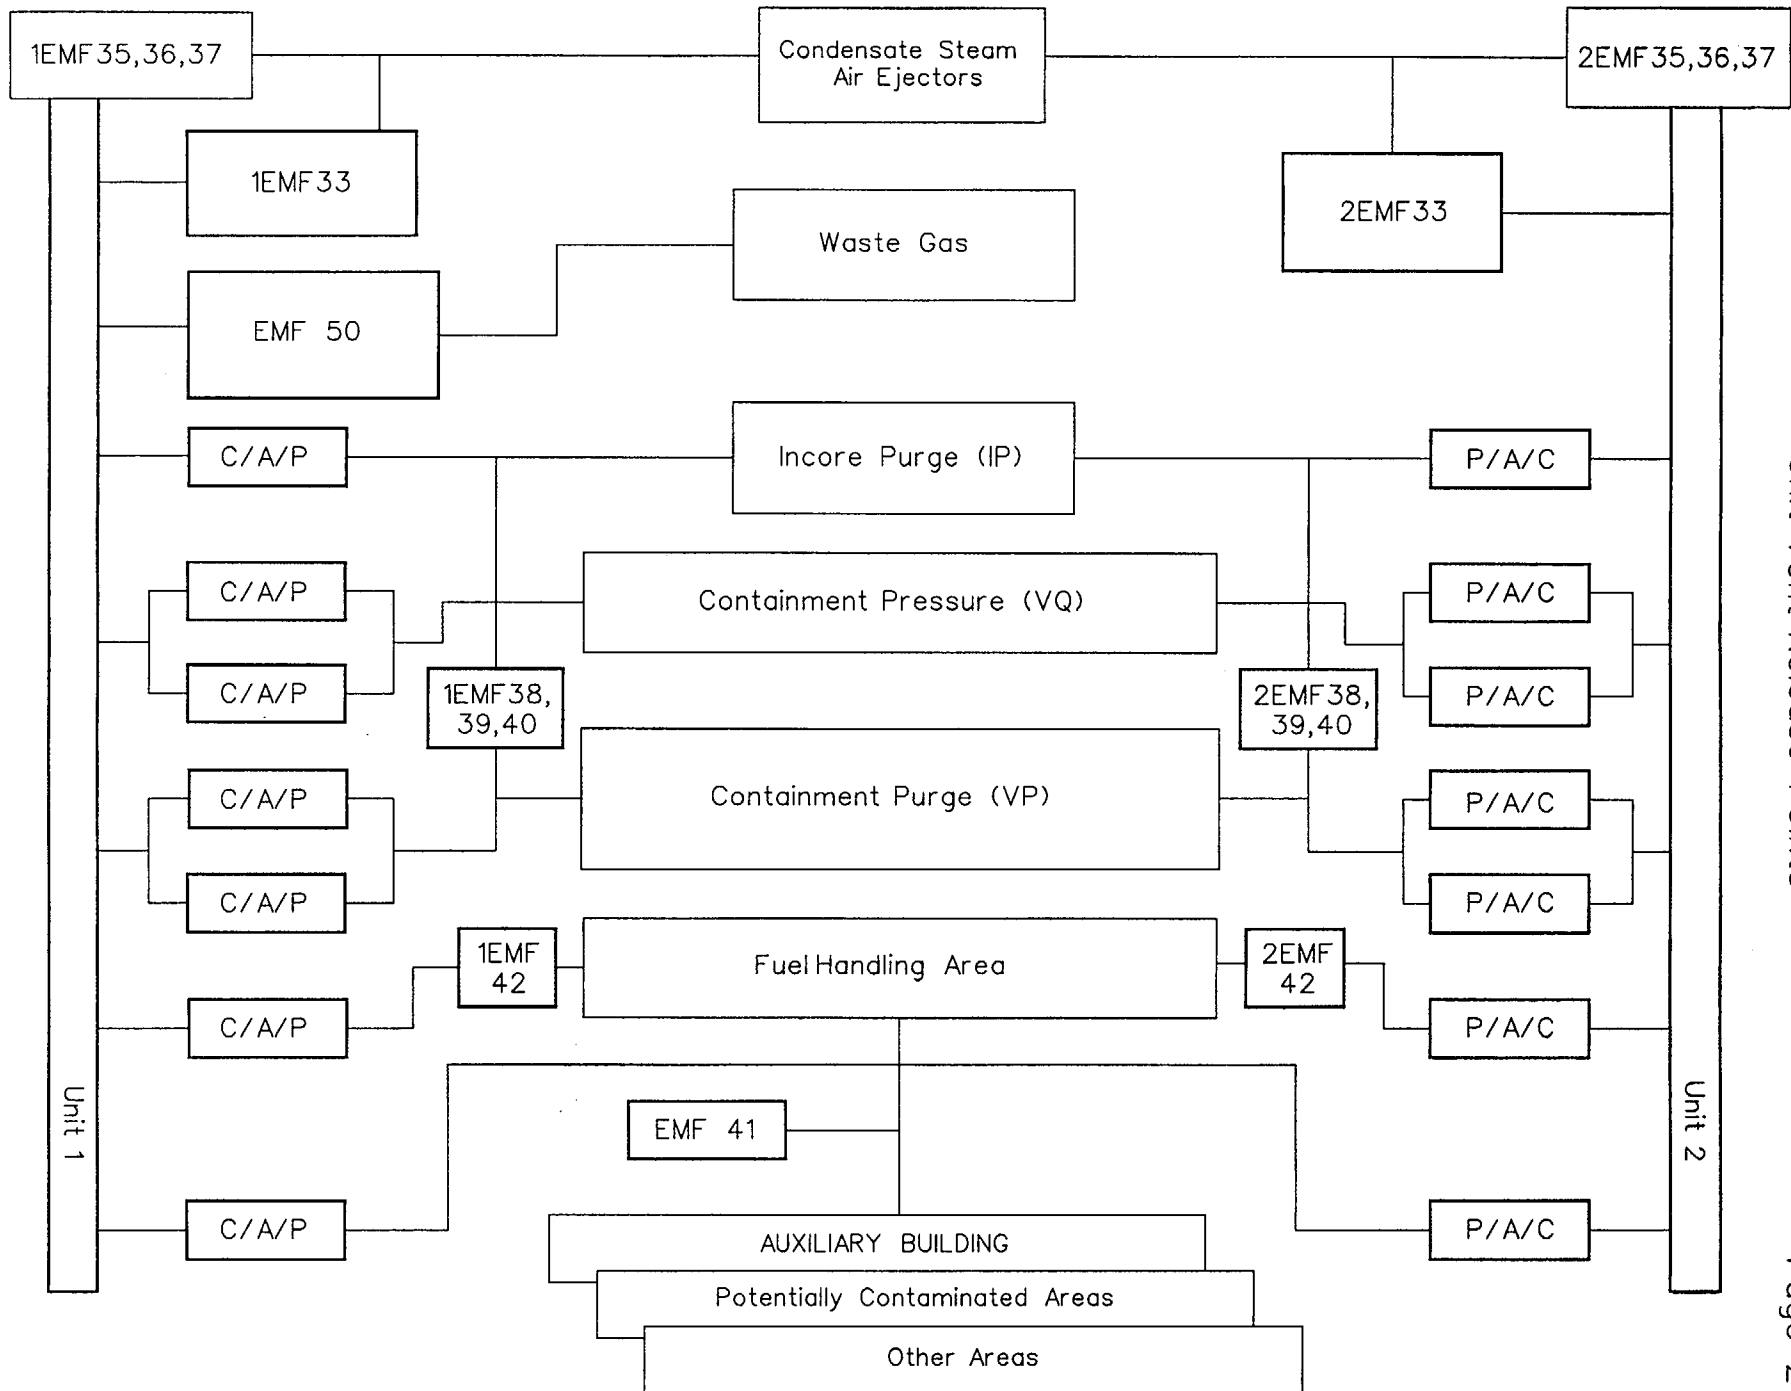 1EMF35,36,37
Condensate Steam
Air Ejectors
2EMF35,36,37
1EMF33
2EMF33
Waste Gas
EMF 50
C/A/P
Incore Purge (IP)
P/A/C
C/A/P
Containment Pressure (VQ)
P/A/C
C/A/P
1EMF38,
39,40
2EMF38,
39,40
P/A/C
C/A/P
Containment Purge (VP)
P/A/C
C/A/P
P/A/C
1EMF
42
Fuel Handling Area
2EMF
42
C/A/P
P/A/C
Unit 1
EMF 41
Unit 2
C/A/P
AUXILIARY BUILDING
P/A/C
Potentially Contaminated Areas
Other Areas